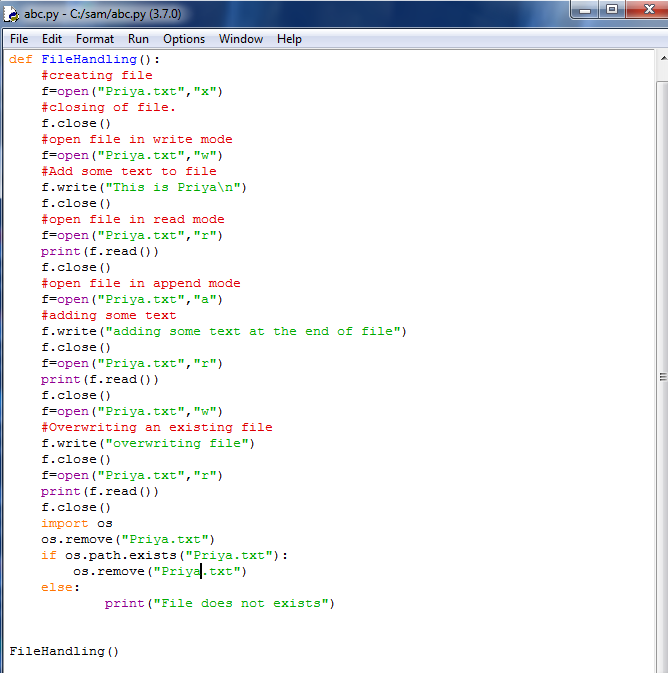 abc.py - C:/sam/abc.py (3.7.0)
File Edit Format Run Options Window Help
def FileHandling():
    #creating file
    f=open("Priya.txt","x")
    #closing of file.
    f.close()
    #open file in write mode
    f=open("Priya.txt","w")
    #Add some text to file
    f.write("This is Priya\n")
    f.close()
    #open file in read mode
    f=open("Priya.txt","r")
    print(f.read())
    f.close()
    #open file in append mode
    f=open("Priya.txt","a")
    #adding some text
    f.write("adding some text at the end of file")
    f.close()
    f=open("Priya.txt","r")
    print(f.read())
    f.close()
    f=open("Priya.txt","w")
    #Overwriting an existing file
    f.write("overwriting file")
    f.close()
    f=open("Priya.txt","r")
    print(f.read())
    f.close()
    import os
    os.remove("Priya.txt")
    if os.path.exists("Priya.txt"):
        os.remove("Priya.txt")
    else:
            print("File does not exists")
FileHandling()